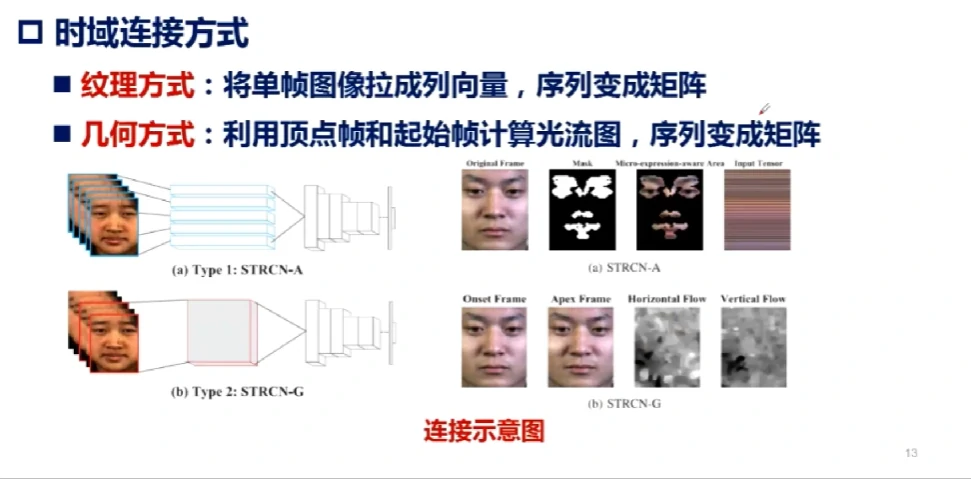 时域连接方式
纹理方式：将单帧图像拉成列向量，序列变成矩阵
几何方式：利用顶点帧和起始帧计算光流图，序列变成矩阵
(a) Type 1: STRCN-A
(b) Type 2: STRCN-G
Original Frame Mask Micro-expression-aware Area Input Tensor
(a) STRCN-A
Onset Frame Apex Frame Horizontal Flow Vertical Flow
(b) STRCN-G
连接示意图
13